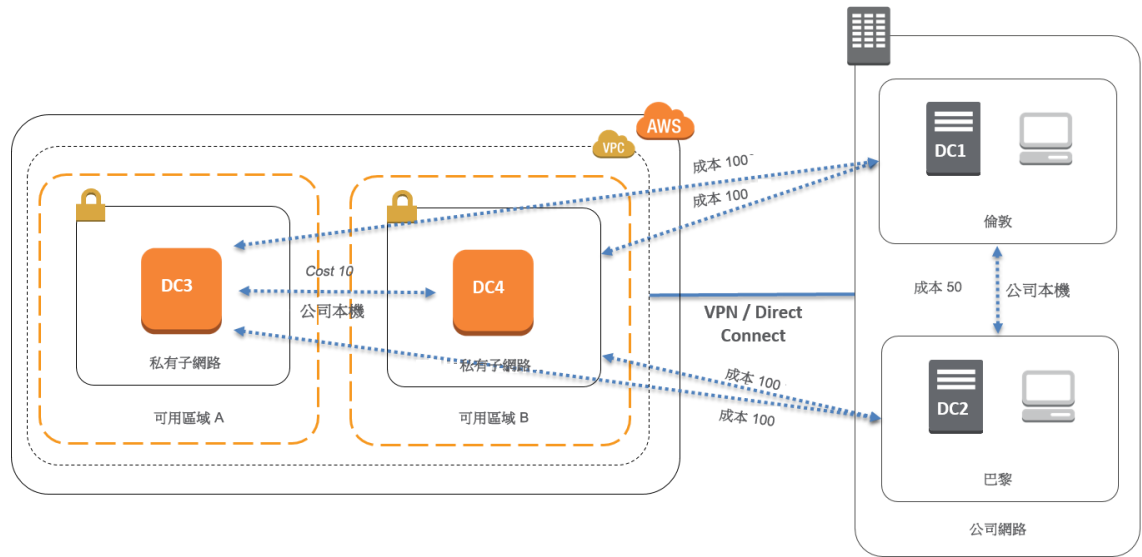 AWS
VPC
DC1
成本 100
成本 100
倫敦
Cost 10
DC3
DC4
公司本機
成本 50
公司本機
VPN / Direct
Connect
私有子網路
私有子網路
成本 100
DC2
成本 100
可用區域 A
可用區域 B
巴黎
公司網路